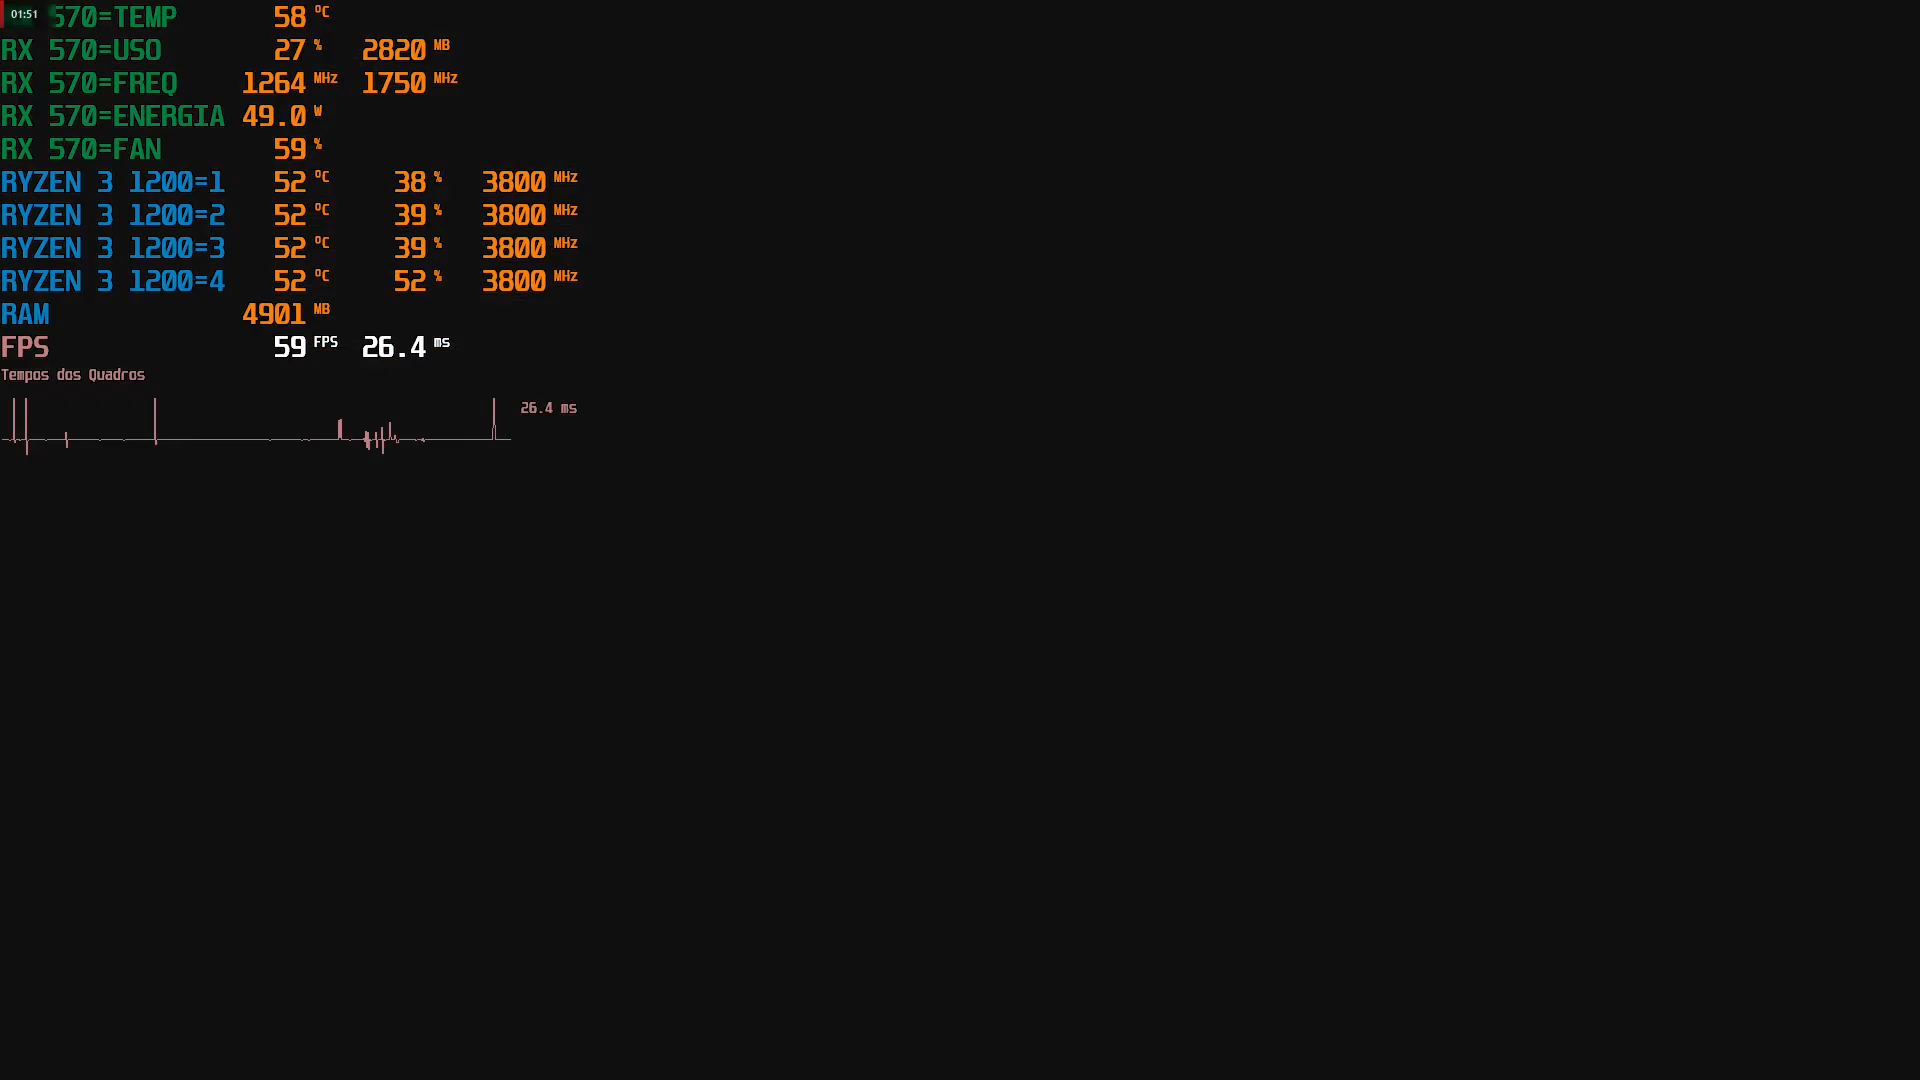 01:51 570=TEMP 58 °C
RX 570=USO 27 % 2820 MB
RX 570=FREQ 1264 MHz 1750 MHz
RX 570=ENERGIA 49.0 W
RX 570=FAN 59 %
RYZEN 3 1200=1 52 °C 38 % 3800 MHz
RYZEN 3 1200=2 52 °C 39 % 3800 MHz
RYZEN 3 1200=3 52 °C 39 % 3800 MHz
RYZEN 3 1200=4 52 °C 52 % 3800 MHz
RAM 4901 MB
FPS 59 FPS 26.4 ms
Tempos dos Quadros
26.4 ms